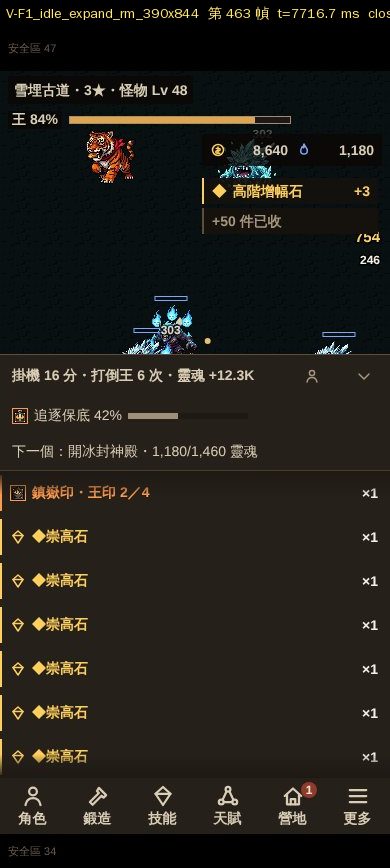 V-F1_idle_expand_rm_390x844 第 463 幀 t=7716.7 ms clos
安全區 47
雪埋古道・3★・怪物 Lv 48
王 84%
303
8,640 1,180
◆ 高階增幅石 +3
+50 件已收
754
246
303
掛機 16 分・打倒王 6 次・靈魂 +12.3K
追逐保底 42%
下一個：開冰封神殿・1,180/1,460 靈魂
鎮嶽印・王印 2／4 ×1
◆崇高石 ×1
◆崇高石 ×1
◆崇高石 ×1
◆崇高石 ×1
◆崇高石 ×1
◆崇高石 ×1
1
角色 鍛造 技能 天賦 營地 更多
安全區 34